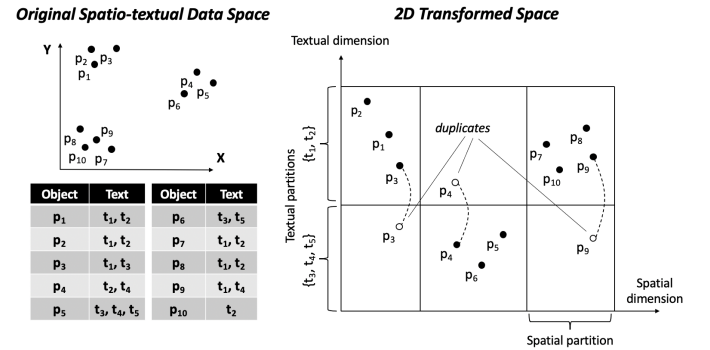 Original Spatio-textual Data Space
2D Transformed Space
Y
p2
p3
p1
p4
p5
p6
p8
p9
p10
p7
X
Object Text Object Text
p1 t1, t2 p6 t3, t5
p2 t1, t2 p7 t1, t2
p3 t1, t3 p8 t1, t2
p4 t2, t4 p9 t1, t4
p5 t3, t4, t5 p10 t2
Textual dimension
Textual partitions
{t1, t2}
{t3, t4, t5}
p2
p1
p3
duplicates
p4
p7
p8
p10
p9
p3
p4
p5
p6
p9
Spatial
dimension
Spatial partition